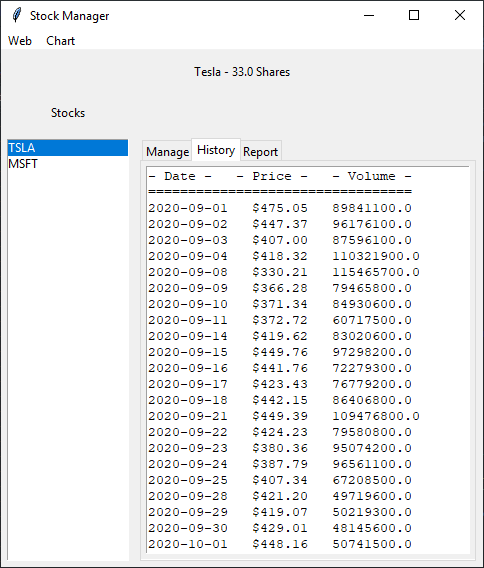 Stock Manager
Web Chart
Tesla - 33.0 Shares
Stocks
TSLA
MSFT
Manage History Report
- Date -   - Price -   - Volume -
=================================
2020-09-01   $475.05   89841100.0
2020-09-02   $447.37   96176100.0
2020-09-03   $407.00   87596100.0
2020-09-04   $418.32   110321900.0
2020-09-08   $330.21   115465700.0
2020-09-09   $366.28   79465800.0
2020-09-10   $371.34   84930600.0
2020-09-11   $372.72   60717500.0
2020-09-14   $419.62   83020600.0
2020-09-15   $449.76   97298200.0
2020-09-16   $441.76   72279300.0
2020-09-17   $423.43   76779200.0
2020-09-18   $442.15   86406800.0
2020-09-21   $449.39   109476800.0
2020-09-22   $424.23   79580800.0
2020-09-23   $380.36   95074200.0
2020-09-24   $387.79   96561100.0
2020-09-25   $407.34   67208500.0
2020-09-28   $421.20   49719600.0
2020-09-29   $419.07   50219300.0
2020-09-30   $429.01   48145600.0
2020-10-01   $448.16   50741500.0